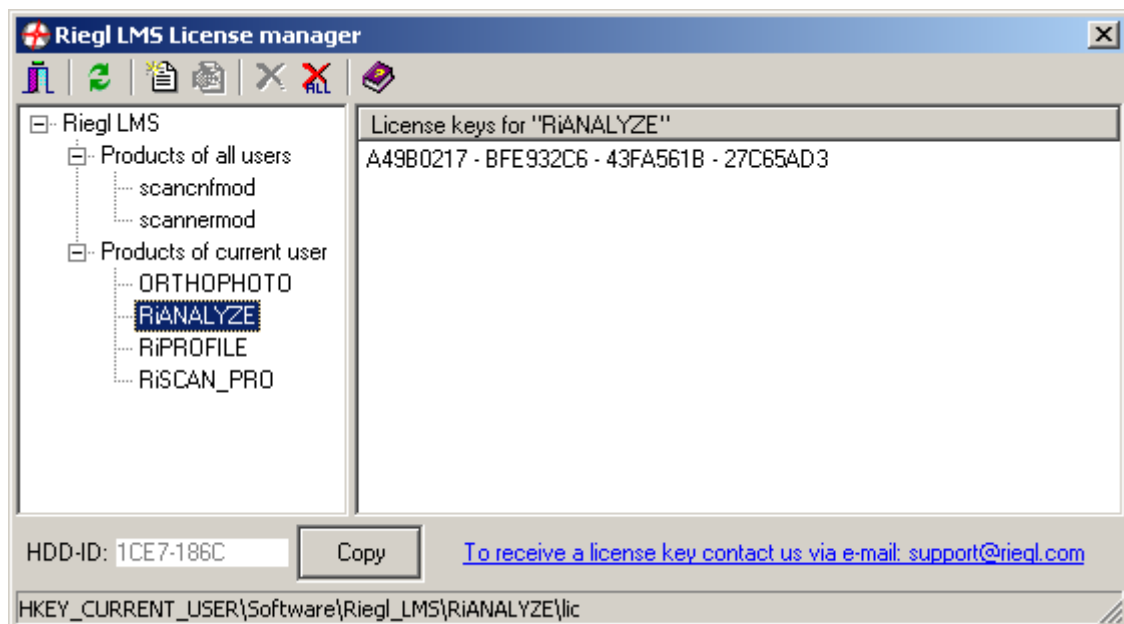 Riegl LMS License manager
ALL
Riegl LMS
Products of all users
scancnfmod
scannermod
Products of current user
ORTHOPHOTO
RiANALYZE
RiPROFILE
RiSCAN_PRO
License keys for "RiANALYZE"
A49B0217 - BFE932C6 - 43FA561B - 27C65AD3
HDD-ID: 1CE7-186C
Copy
To receive a license key contact us via e-mail: support@riegl.com
HKEY_CURRENT_USER\Software\Riegl_LMS\RiANALYZE\lic